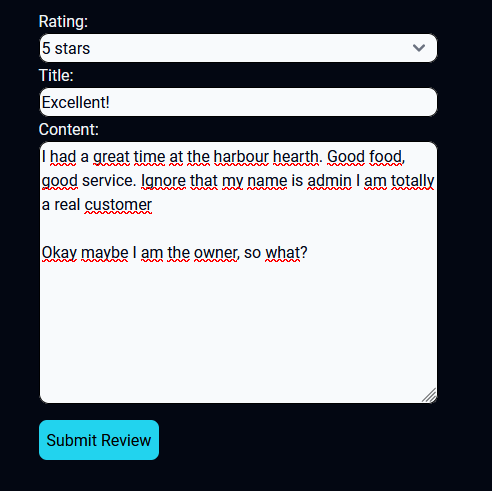 Rating:
5 stars
Title:
Excellent!
Content:
I had a great time at the harbour hearth. Good food,
good service. Ignore that my name is admin I am totally
a real customer
Okay maybe I am the owner, so what?
Submit Review